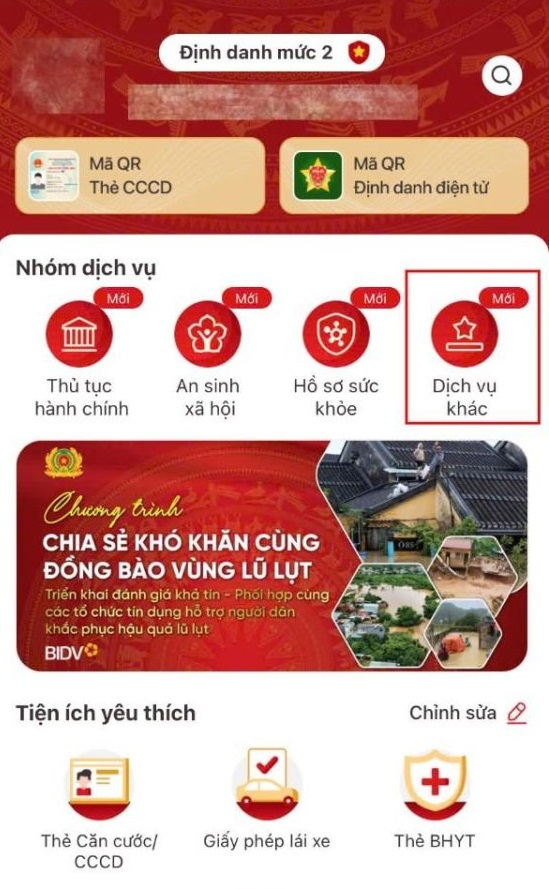 Định danh mức 2
Mã QR
Thẻ CCCD
Mã QR
Định danh điện tử
Nhóm dịch vụ
Mới
Mới
Mới
Mới
Thủ tục
hành chính
An sinh
xã hội
Hồ sơ sức
khỏe
Dịch vụ
khác
Chương trình
CHIA SẺ KHÓ KHĂN CÙNG
ĐỒNG BÀO VÙNG LŨ LỤT
Triển khai đánh giá khả tín - Phối hợp cùng
các tổ chức tín dụng hỗ trợ người dân
khắc phục hậu quả lũ lụt
BIDV
Tiện ích yêu thích
Chỉnh sửa
Thẻ Căn cước/
CCCD
Giấy phép lái xe
Thẻ BHYT